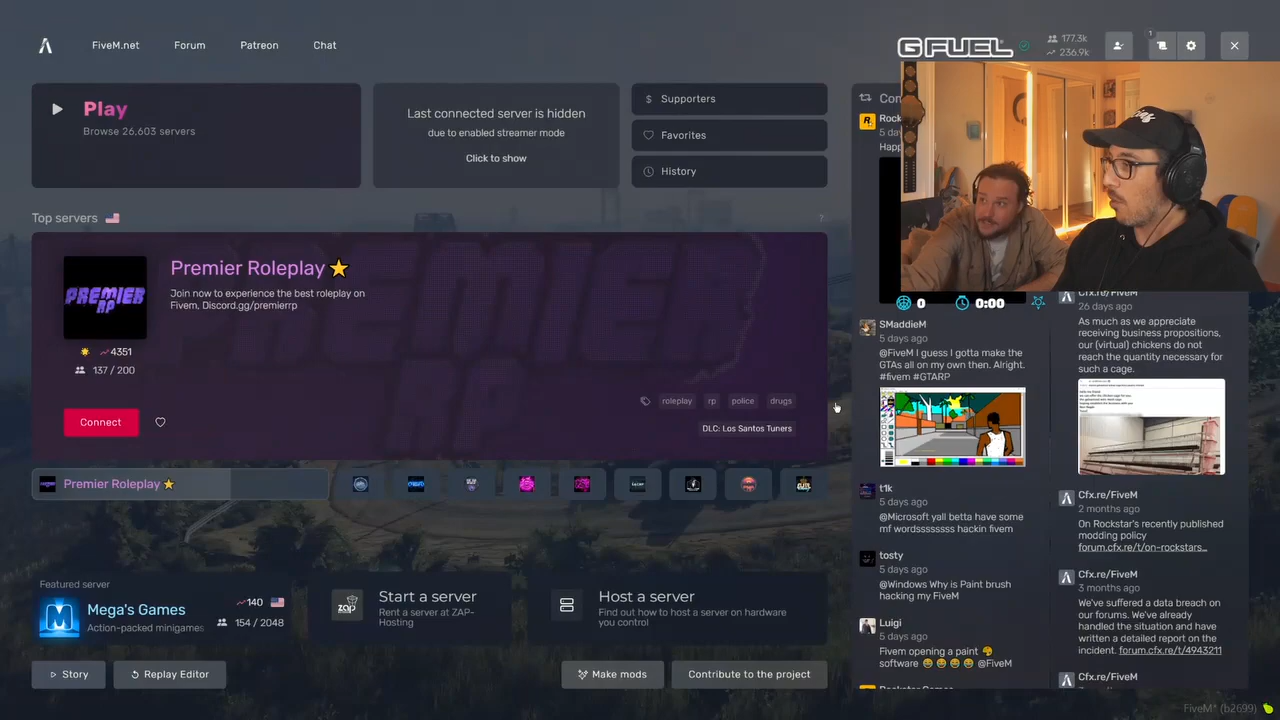 FiveM.net
Forum
Patreon
Chat
G FUEL
177.3k
236.9k
1
Play
Browse 26,603 servers
Last connected server is hidden
due to enabled streamer mode
Click to show
$ Supporters
Favorites
History
Top servers
?
Premier Roleplay
Join now to experience the best roleplay on
Fivem, Discord.gg/premierrp
PREMIER
RP
4351
137 / 200
Connect
roleplay
rp
police
drugs
DLC: Los Santos Tuners
Premier Roleplay
Featured server
Mega's Games
Action-packed minigames
140
154 / 2048
ZAP
Start a server
Rent a server at ZAP-
Hosting
Host a server
Find out how to host a server on hardware
you control
Story
Replay Editor
Make mods
Contribute to the project
0
0:00
SMaddieM
5 days ago
@FiveM I guess I gotta make the
GTAs all on my own then. Alright.
#fivem #GTARP
t1k
5 days ago
@Microsoft yall betta have some
mf wordsssssss hackin fivem
tosty
5 days ago
@Windows Why is Paint brush
hacking my FiveM
Luigi
5 days ago
Fivem opening a paint
software 😂 😂 😂 😂 @FiveM
Cfx.re/FiveM
26 days ago
As much as we appreciate
receiving business propositions,
our (virtual) chickens do not
reach the quantity necessary for
such a cage.
Cfx.re/FiveM
2 months ago
On Rockstar's recently published
modding policy
forum.cfx.re/t/on-rockstars…
Cfx.re/FiveM
3 months ago
We've suffered a data breach on
our forums. We've already
handled the situation and have
written a detailed report on the
incident. forum.cfx.re/t/4943211
Cfx.re/FiveM
FiveM* (b2699)